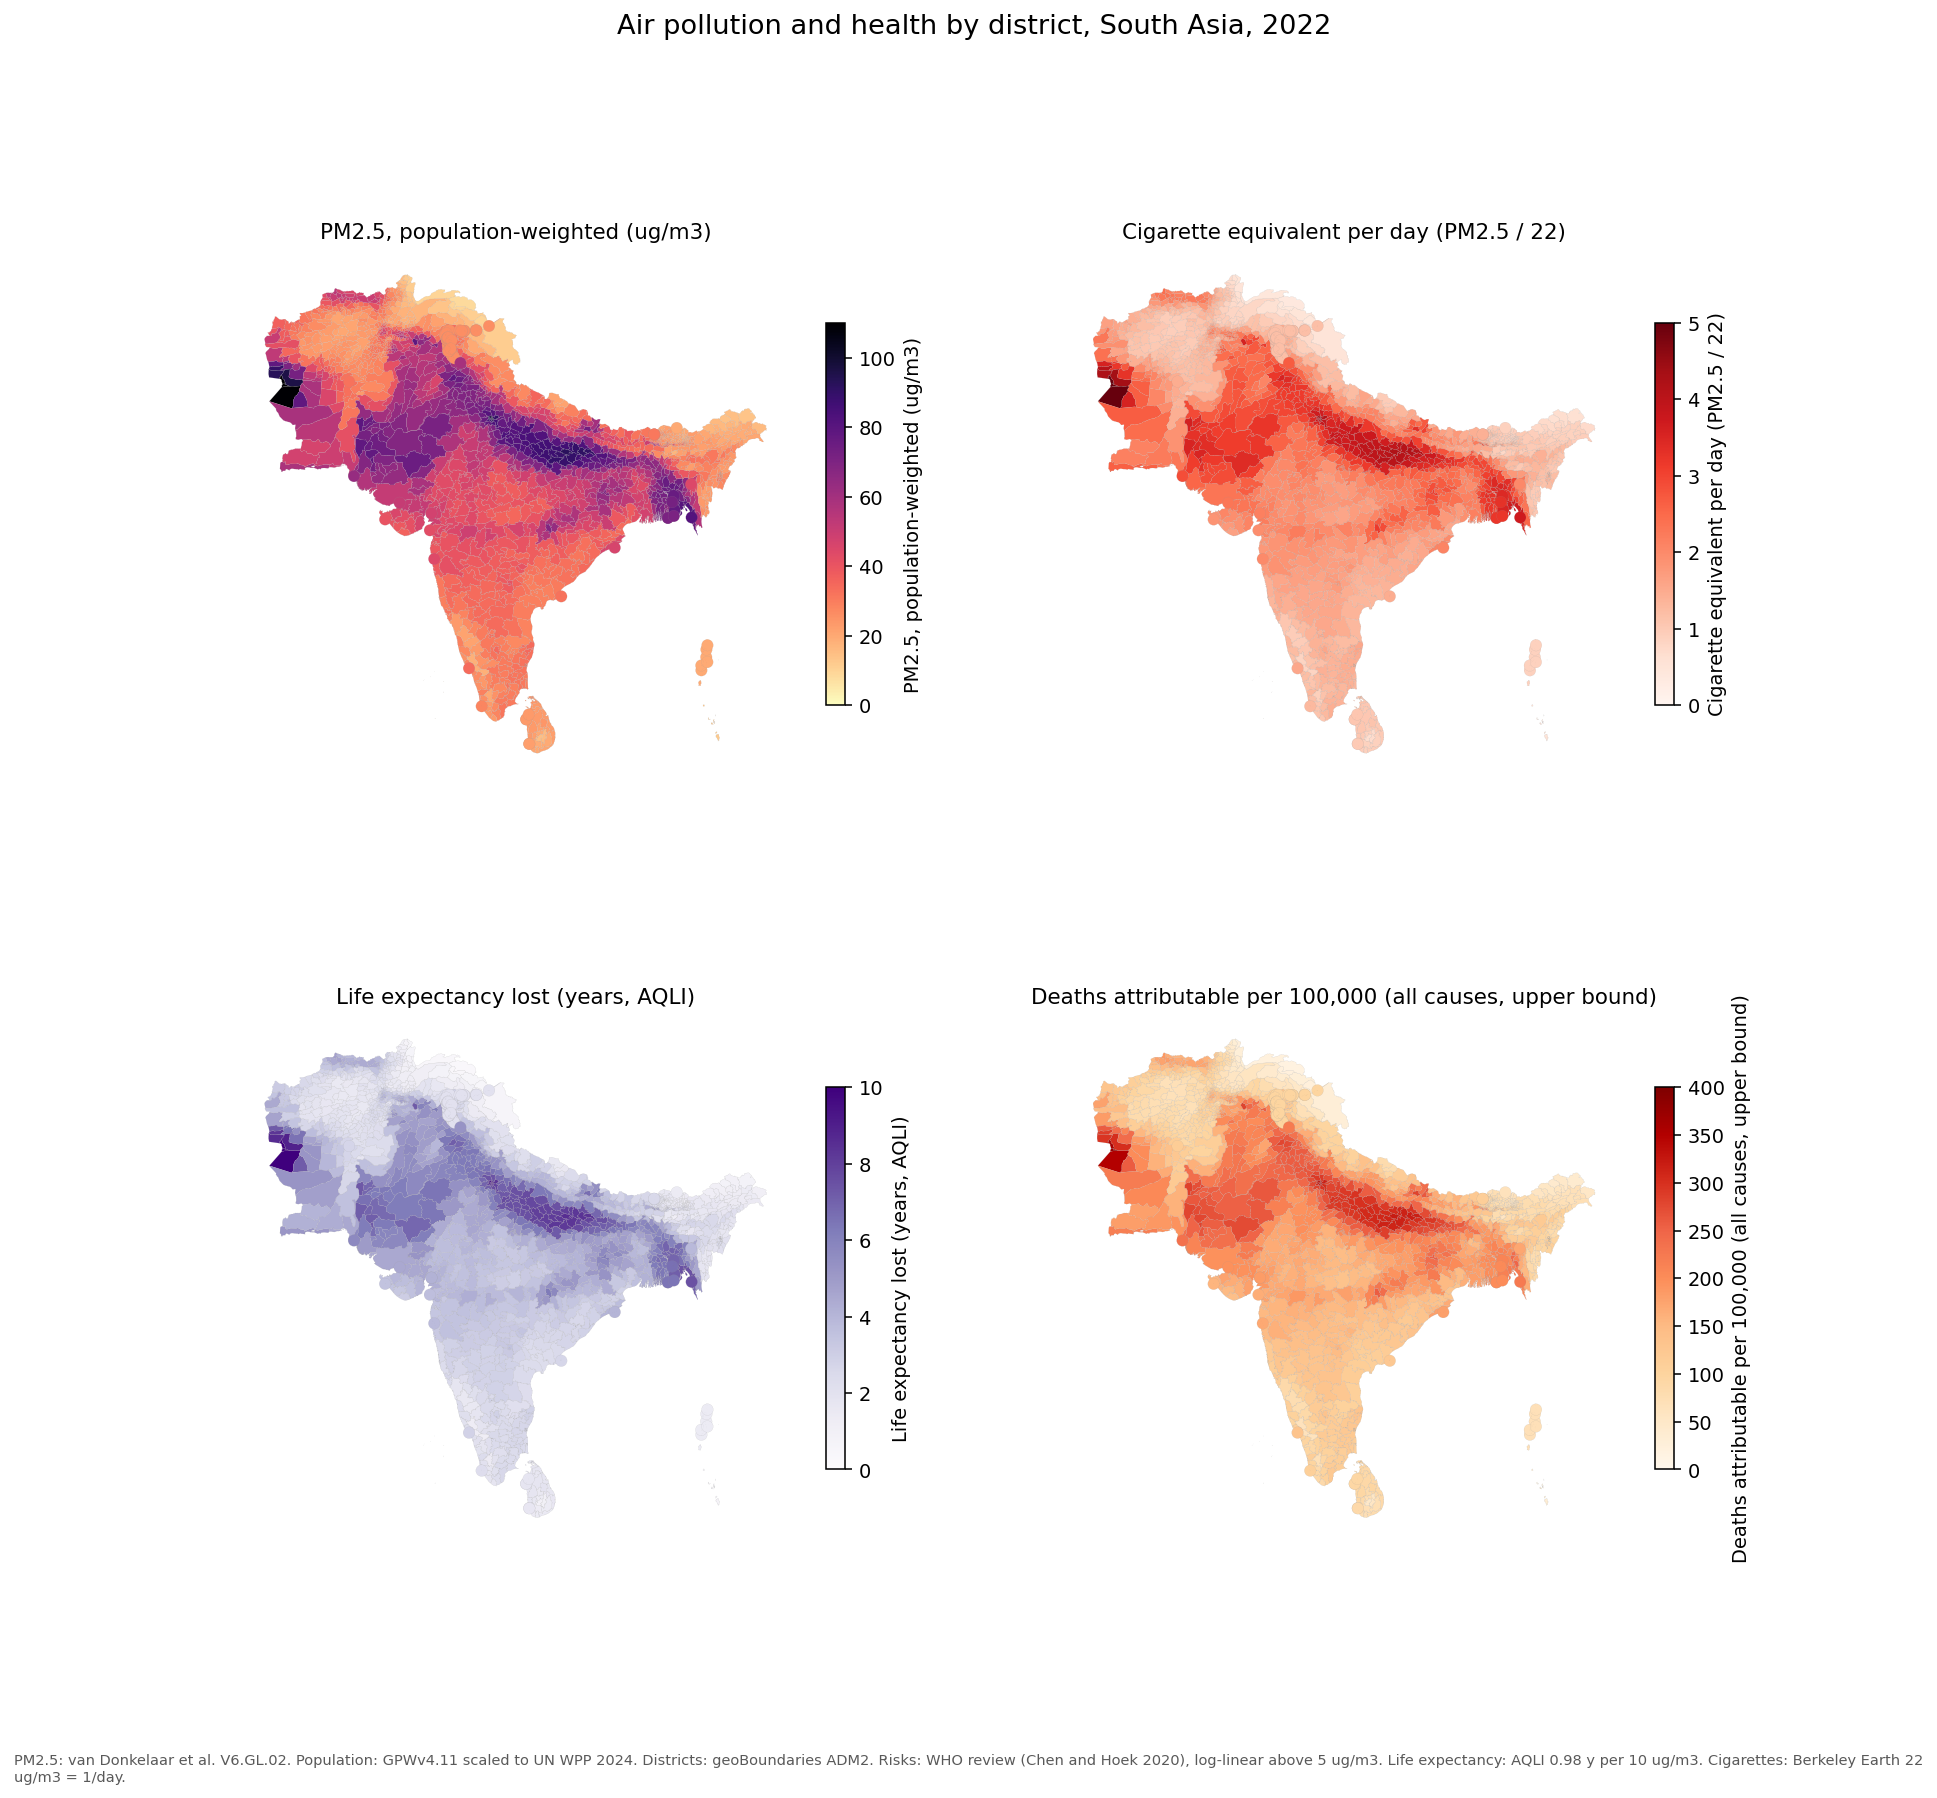 Air pollution and health by district, South Asia, 2022
PM2.5, population-weighted (ug/m3)
100
80
60
40
20
0
PM2.5, population-weighted (ug/m3)
Cigarette equivalent per day (PM2.5 / 22)
5
4
3
2
1
0
Cigarette equivalent per day (PM2.5 / 22)
Life expectancy lost (years, AQLI)
10
8
6
4
2
0
Life expectancy lost (years, AQLI)
Deaths attributable per 100,000 (all causes, upper bound)
400
350
300
250
200
150
100
50
0
Deaths attributable per 100,000 (all causes, upper bound)
PM2.5: van Donkelaar et al. V6.GL.02. Population: GPWv4.11 scaled to UN WPP 2024. Districts: geoBoundaries ADM2. Risks: WHO review (Chen and Hoek 2020), log-linear above 5 ug/m3. Life expectancy: AQLI 0.98 y per 10 ug/m3. Cigarettes: Berkeley Earth 22
ug/m3 = 1/day.